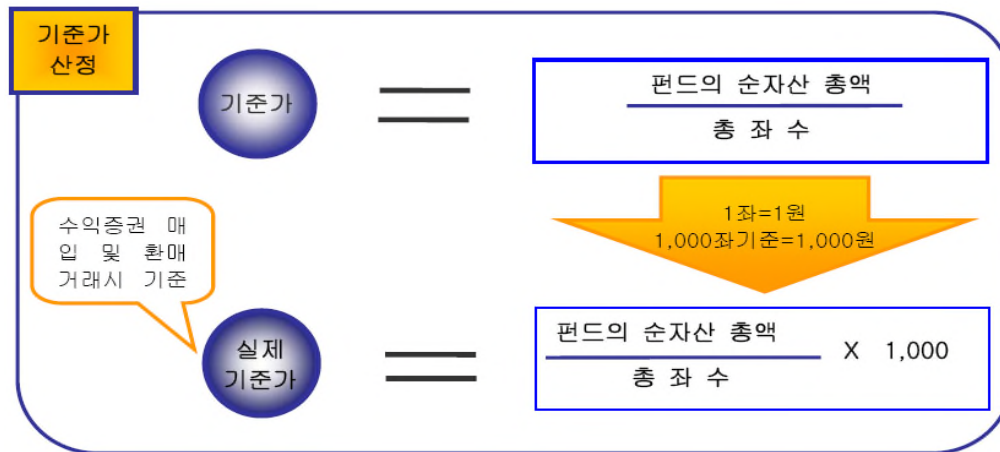 기준가
산정
기준가
펀드의 순자산 총액
총 좌 수
1좌=1원
1,000좌기준=1,000원
수익증권 매
입 및 환매
거래시 기준
실제
기준가
펀드의 순자산 총액
총 좌 수
X 1,000